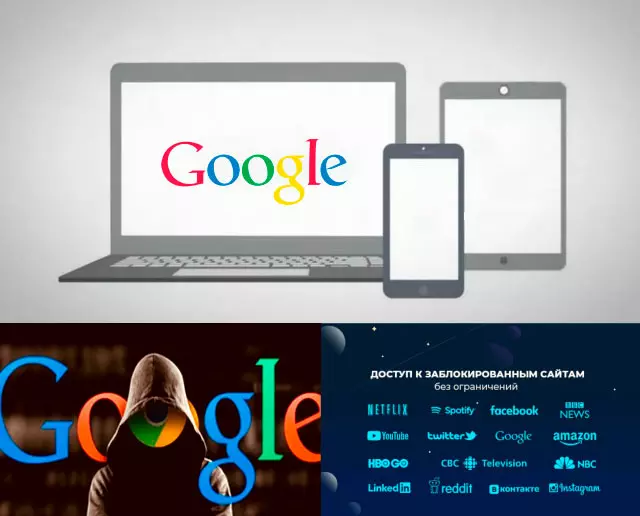 Google
Google
ДОСТУП К ЗАБЛОКИРОВАННЫМ САЙТАМ
без ограничений
NETFLIX Spotify facebook BBC NEWS
YouTube twitter Google amazon
HBO GO CBC Television NBC
LinkedIn reddit ВКОНТАКТЕ Instagram